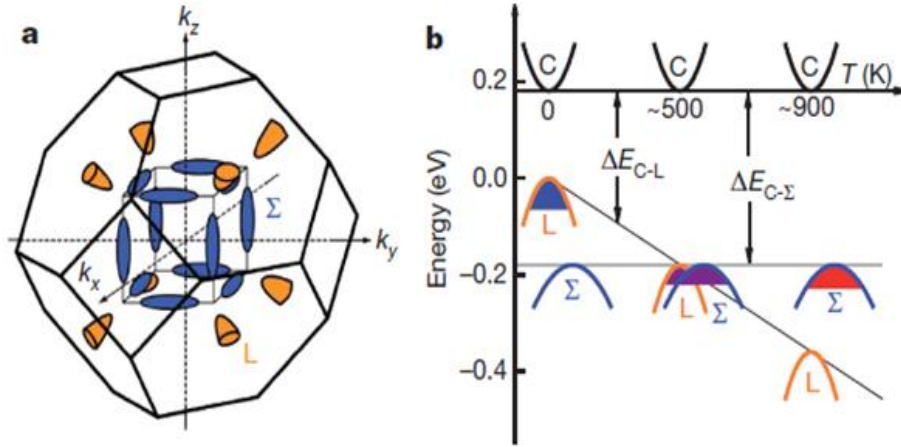 a
k_z
k_y
k_x
Σ
L
b
C
C
C
T (K)
0
~500
~900
0.2
0.0
−0.2
−0.4
Energy (eV)
ΔE_C-L
ΔE_C-Σ
L
Σ
L
Σ
Σ
L